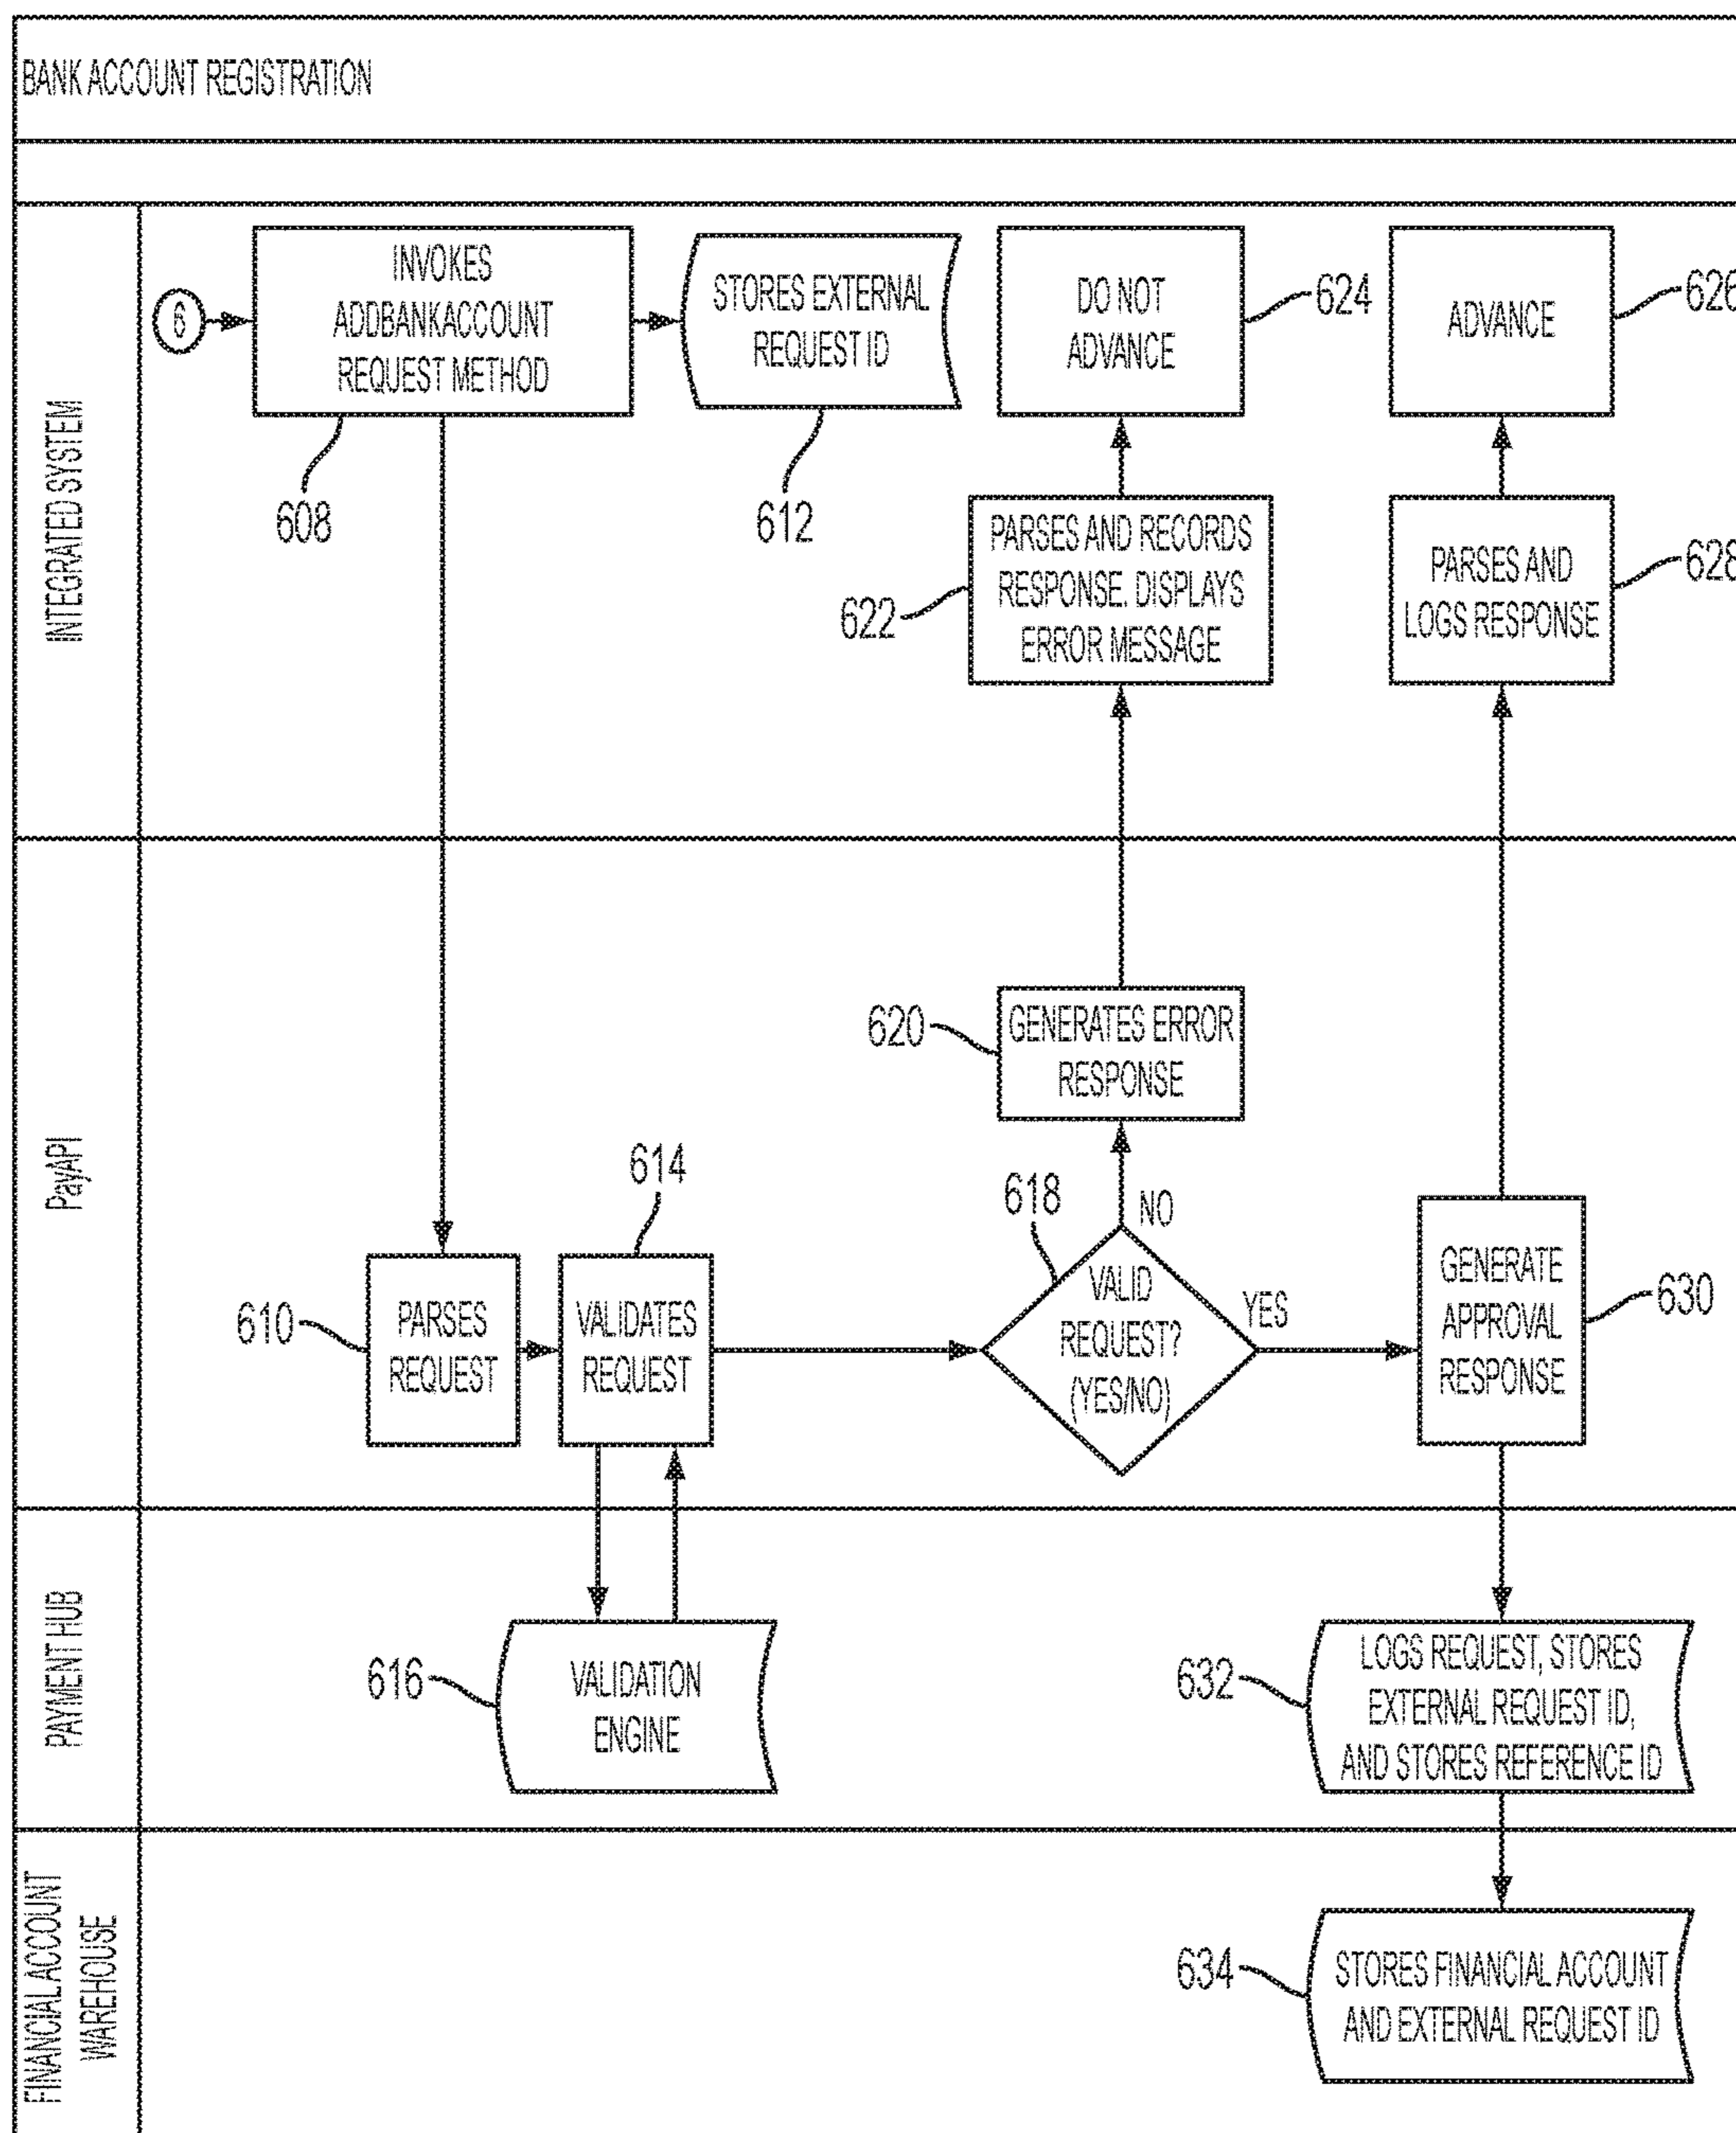 BANK ACCOUNT REGISTRATION
INTEGRATED SYSTEM
6
INVOKES
ADDBANKACCOUNT
REQUEST METHOD
608
STORES EXTERNAL
REQUEST ID
612
DO NOT
ADVANCE
624
ADVANCE
626
PARSES AND RECORDS
RESPONSE. DISPLAYS
ERROR MESSAGE
622
PARSES AND
LOGS RESPONSE
628
PayAPI
610
PARSES
REQUEST
614
VALIDATES
REQUEST
618
VALID
REQUEST?
(YES/NO)
NO
YES
620
GENERATES ERROR
RESPONSE
GENERATE
APPROVAL
RESPONSE
630
PAYMENT HUB
616
VALIDATION
ENGINE
632
LOGS REQUEST, STORES
EXTERNAL REQUEST ID,
AND STORES REFERENCE ID
FINANCIAL ACCOUNT
WAREHOUSE
634
STORES FINANCIAL ACCOUNT
AND EXTERNAL REQUEST ID